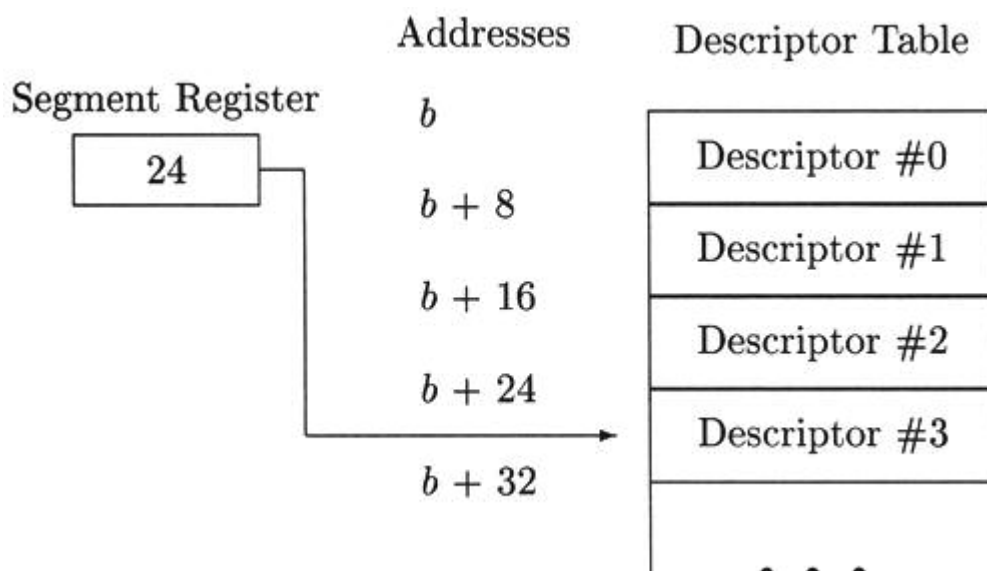 Addresses
Descriptor Table
Segment Register
24
b
b + 8
b + 16
b + 24
b + 32
Descriptor #0
Descriptor #1
Descriptor #2
Descriptor #3
• • •